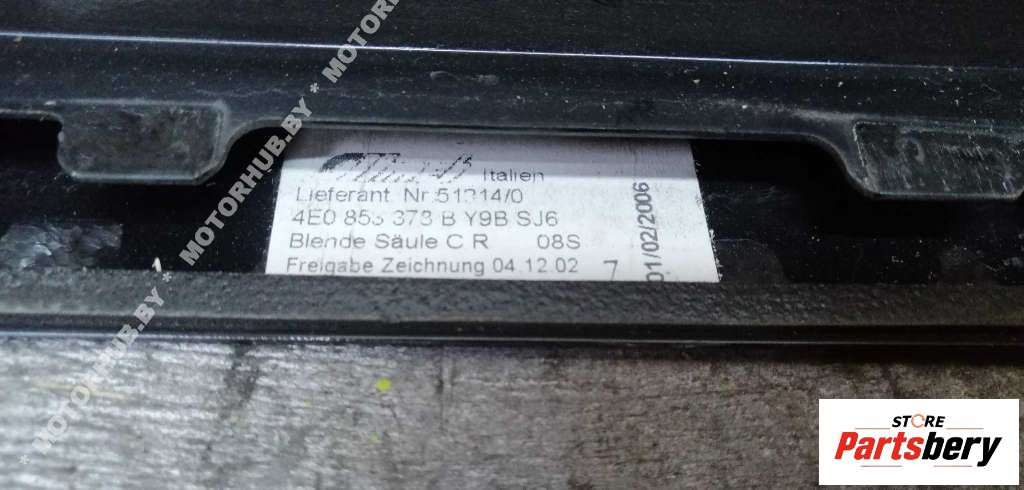 * MOTORHUB.BY * MOTORHUB.BY * MOTORHUB.BY
Italien
Lieferant. Nr.51314/0
4E0 853 373 B Y9B SJ6
Blende Säule C R 08S
Freigabe Zeichnung 04.12.02 7
01/02/2006
STORE
Partsbery